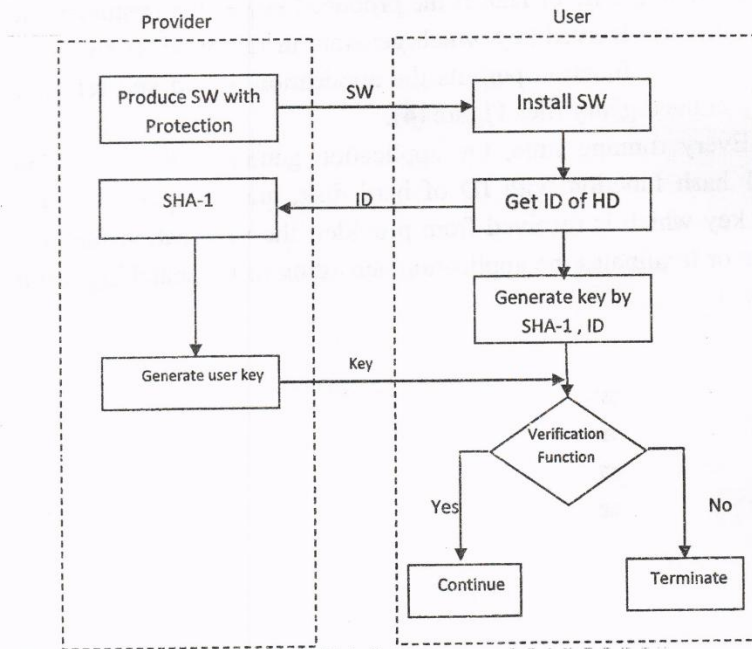 Provider
User
Produce SW with
Protection
SW
Install SW
SHA-1
ID
Get ID of HD
Generate key by
SHA-1 , ID
Generate user key
Key
Verification
Function
Yes
No
Continue
Terminate